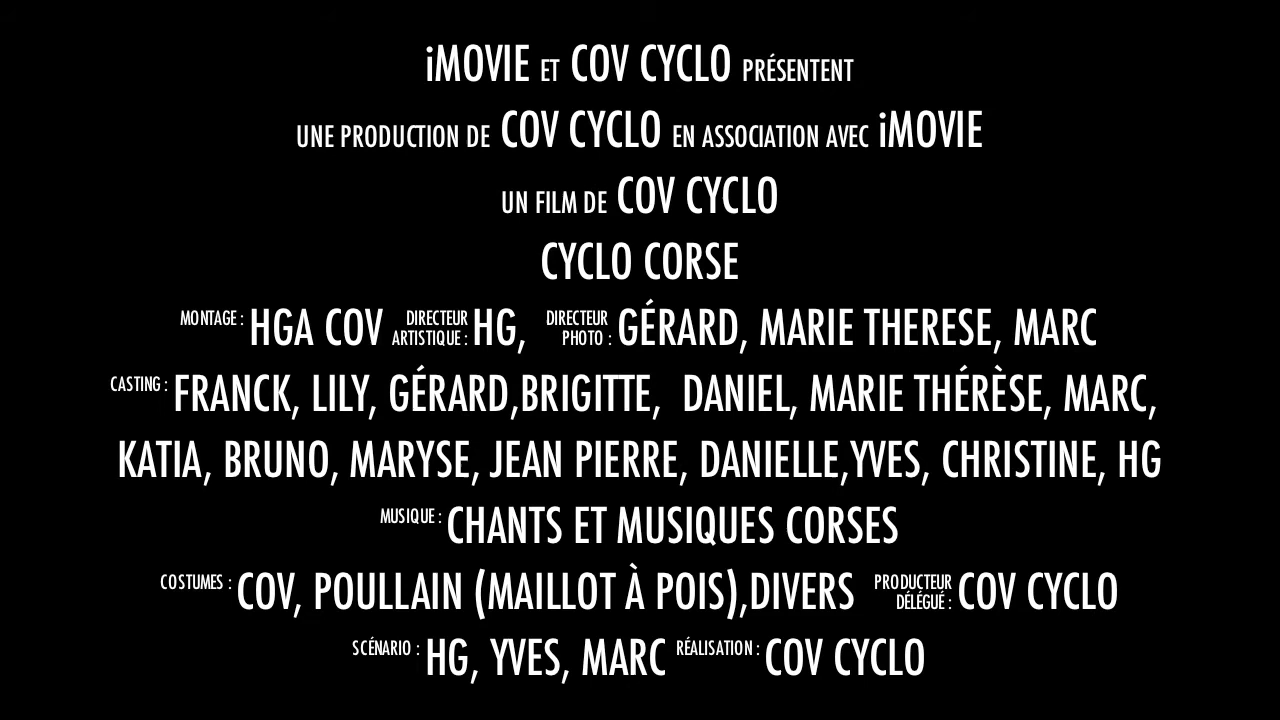 iMOVIE ET COV CYCLO PRÉSENTENT
UNE PRODUCTION DE COV CYCLO EN ASSOCIATION AVEC iMOVIE
UN FILM DE COV CYCLO
CYCLO CORSE
MONTAGE : HGA COV DIRECTEUR ARTISTIQUE : HG, DIRECTEUR PHOTO : GÉRARD, MARIE THERESE, MARC
CASTING : FRANCK, LILY, GÉRARD,BRIGITTE, DANIEL, MARIE THÉRÈSE, MARC,
KATIA, BRUNO, MARYSE, JEAN PIERRE, DANIELLE,YVES, CHRISTINE, HG
MUSIQUE : CHANTS ET MUSIQUES CORSES
COSTUMES : COV, POULLAIN (MAILLOT À POIS),DIVERS PRODUCTEUR DÉLÉGUÉ : COV CYCLO
SCÉNARIO : HG, YVES, MARC RÉALISATION : COV CYCLO